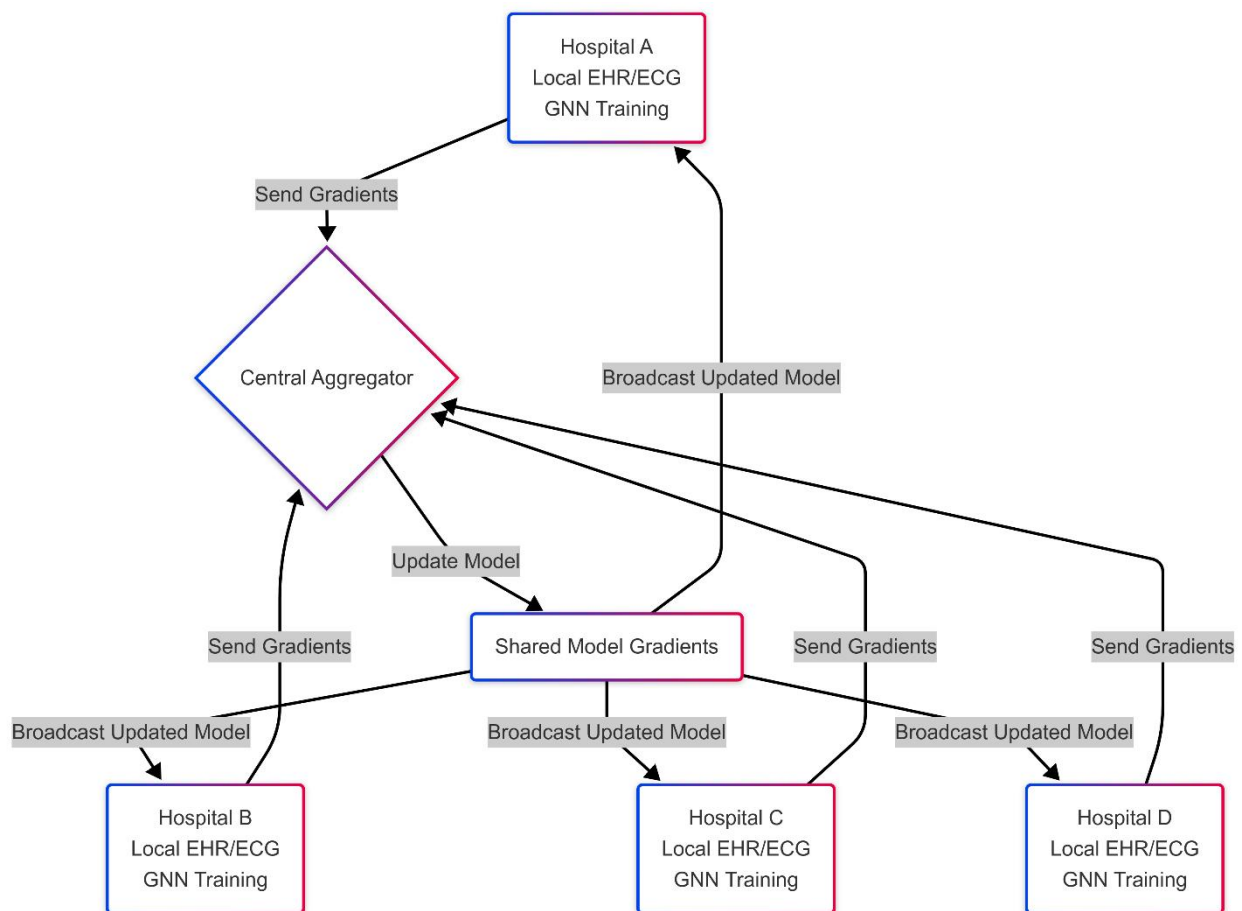 Hospital A
Local EHR/ECG
GNN Training
Send Gradients
Central Aggregator
Broadcast Updated Model
Update Model
Send Gradients
Shared Model Gradients
Send Gradients
Send Gradients
Broadcast Updated Model
Broadcast Updated Model
Broadcast Updated Model
Hospital B
Local EHR/ECG
GNN Training
Hospital C
Local EHR/ECG
GNN Training
Hospital D
Local EHR/ECG
GNN Training